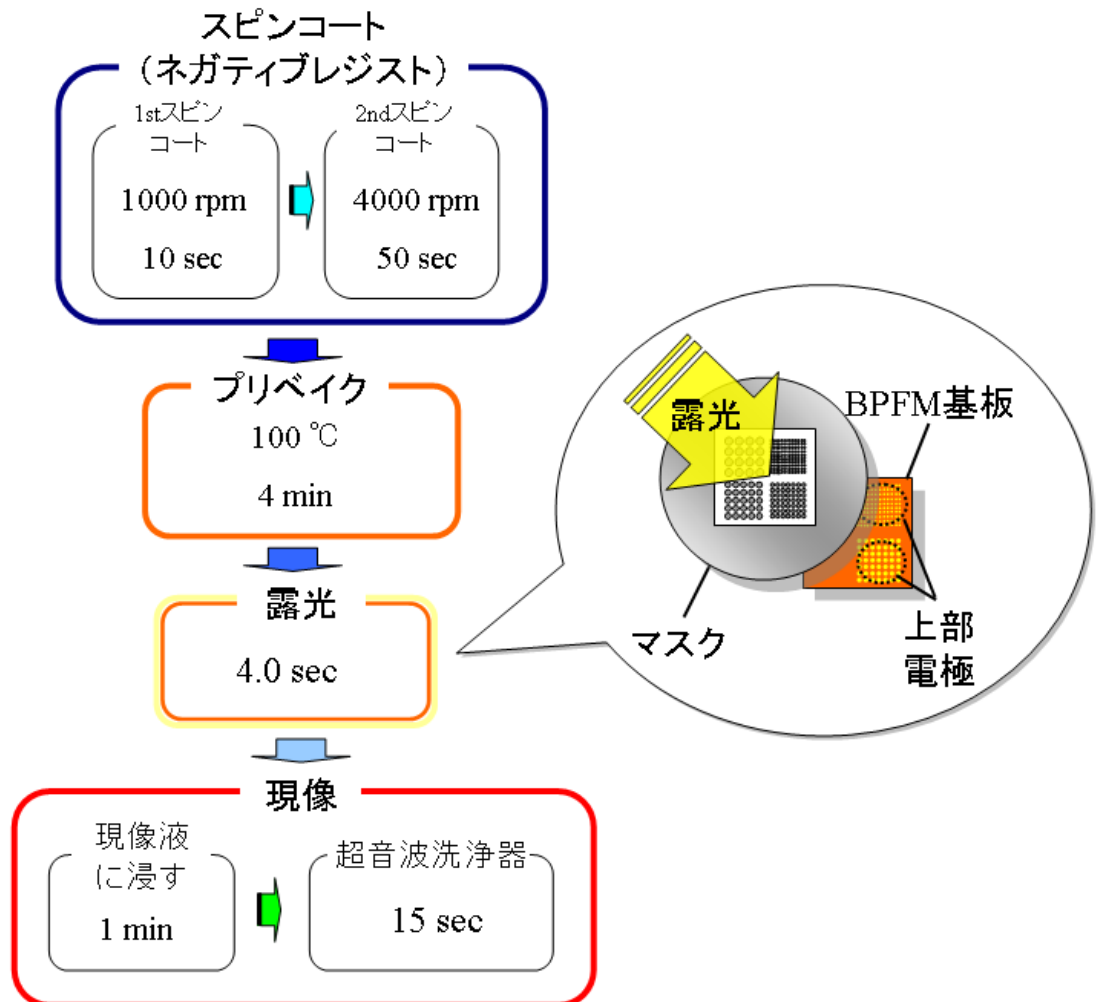 スピンコート
（ネガティブレジスト）
1stスピン
コート
1000 rpm
10 sec
2ndスピン
コート
4000 rpm
50 sec
プリベイク
100 ℃
4 min
露光
4.0 sec
現像
現像液
に浸す
1 min
超音波洗浄器
15 sec
露光
BPFM基板
マスク
上部
電極